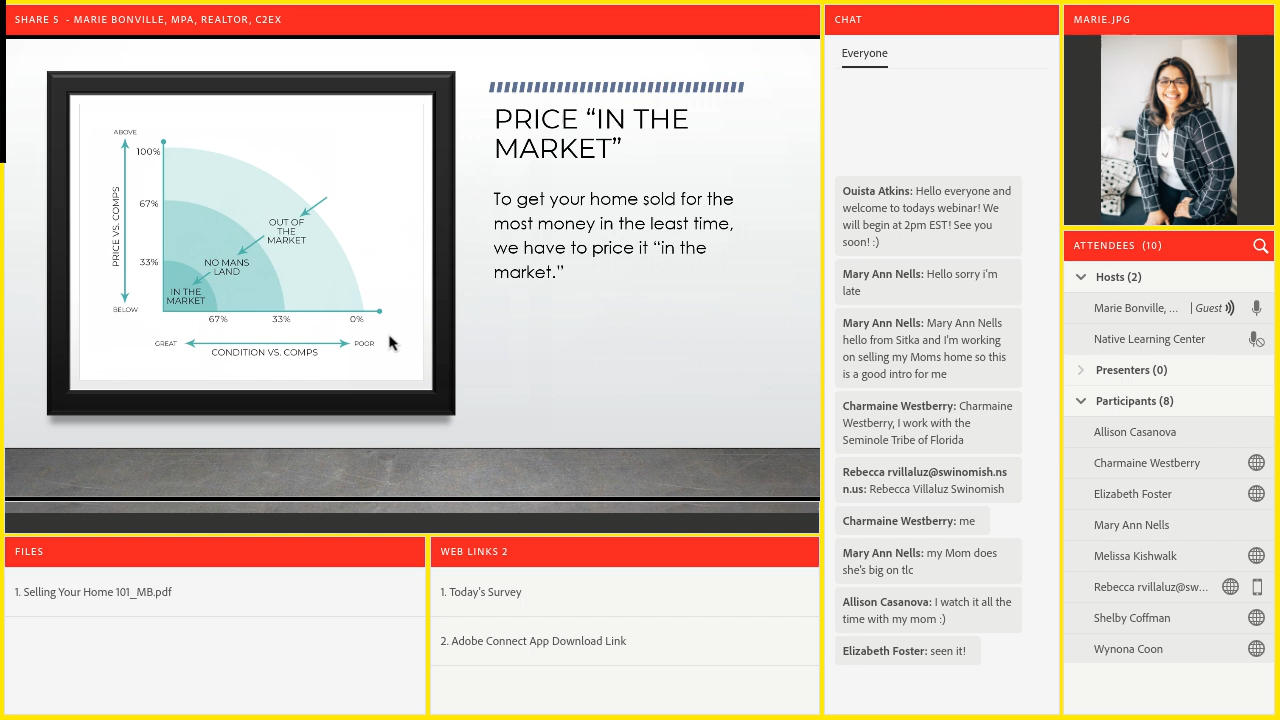 SHARE 5 - MARIE BONVILLE, MPA, REALTOR, C2EX
ABOVE
100%
67%
33%
BELOW
PRICE VS. COMPS
OUT OF
THE
MARKET
NO MANS
LAND
IN THE
MARKET
67%
33%
0%
GREAT
POOR
CONDITION VS. COMPS
PRICE “IN THE
MARKET”
To get your home sold for the
most money in the least time,
we have to price it “in the
market.”
FILES
1. Selling Your Home 101_MB.pdf
WEB LINKS 2
1. Today's Survey
2. Adobe Connect App Download Link
CHAT
Everyone
Ouista Atkins: Hello everyone and
welcome to todays webinar! We
will begin at 2pm EST! See you
soon! :)
Mary Ann Nells: Hello sorry i'm
late
Mary Ann Nells: Mary Ann Nells
hello from Sitka and I'm working
on selling my Moms home so this
is a good intro for me
Charmaine Westberry: Charmaine
Westberry, I work with the
Seminole Tribe of Florida
Rebecca rvillaluz@swinomish.ns
n.us: Rebecca Villaluz Swinomish
Charmaine Westberry: me
Mary Ann Nells: my Mom does
she's big on tlc
Allison Casanova: I watch it all the
time with my mom :)
Elizabeth Foster: seen it!
MARIE.JPG
ATTENDEES (10)
Hosts (2)
Marie Bonville, ... | Guest
Native Learning Center
Presenters (0)
Participants (8)
Allison Casanova
Charmaine Westberry
Elizabeth Foster
Mary Ann Nells
Melissa Kishwalk
Rebecca rvillaluz@sw...
Shelby Coffman
Wynona Coon